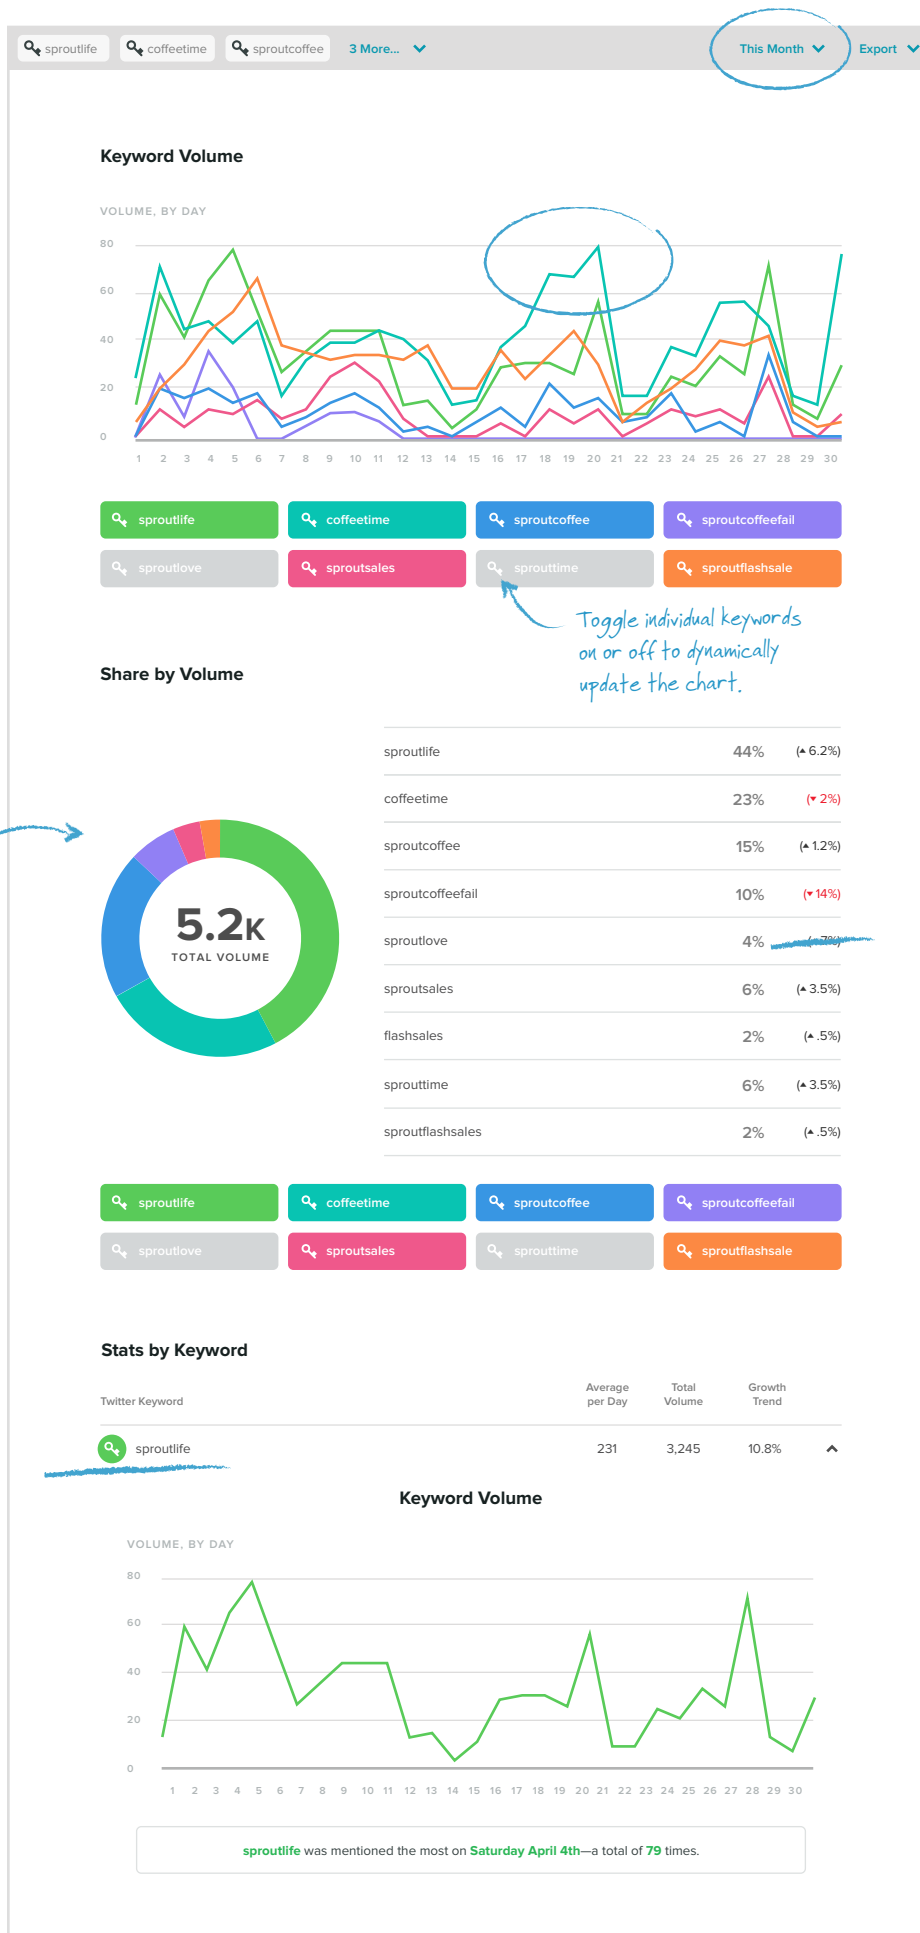 sproutlife coffeetime sproutcoffee 3 More... This Month Export
Keyword Volume
VOLUME, BY DAY
80
60
40
20
0
1 2 3 4 5 6 7 8 9 10 11 12 13 14 15 16 17 18 19 20 21 22 23 24 25 26 27 28 29 30
sproutlife coffeetime sproutcoffee sproutcoffeefail
sproutlove sproutsales sprouttime sproutflashsale
Toggle individual keywords
on or off to dynamically
update the chart.
Share by Volume
sproutlife 44% (▲ 6.2%)
coffeetime 23% (▼ 2%)
sproutcoffee 15% (▲ 1.2%)
sproutcoffeefail 10% (▼ 14%)
sproutlove 4%
sproutsales 6% (▲ 3.5%)
flashsales 2% (▲ .5%)
sprouttime 6% (▲ 3.5%)
sproutflashsales 2% (▲ .5%)
5.2K
TOTAL VOLUME
sproutlife coffeetime sproutcoffee sproutcoffeefail
sproutlove sproutsales sprouttime sproutflashsale
Stats by Keyword
Twitter Keyword Average per Day Total Volume Growth Trend
sproutlife 231 3,245 10.8%
Keyword Volume
VOLUME, BY DAY
80
60
40
20
0
1 2 3 4 5 6 7 8 9 10 11 12 13 14 15 16 17 18 19 20 21 22 23 24 25 26 27 28 29 30
sproutlife was mentioned the most on Saturday April 4th—a total of 79 times.